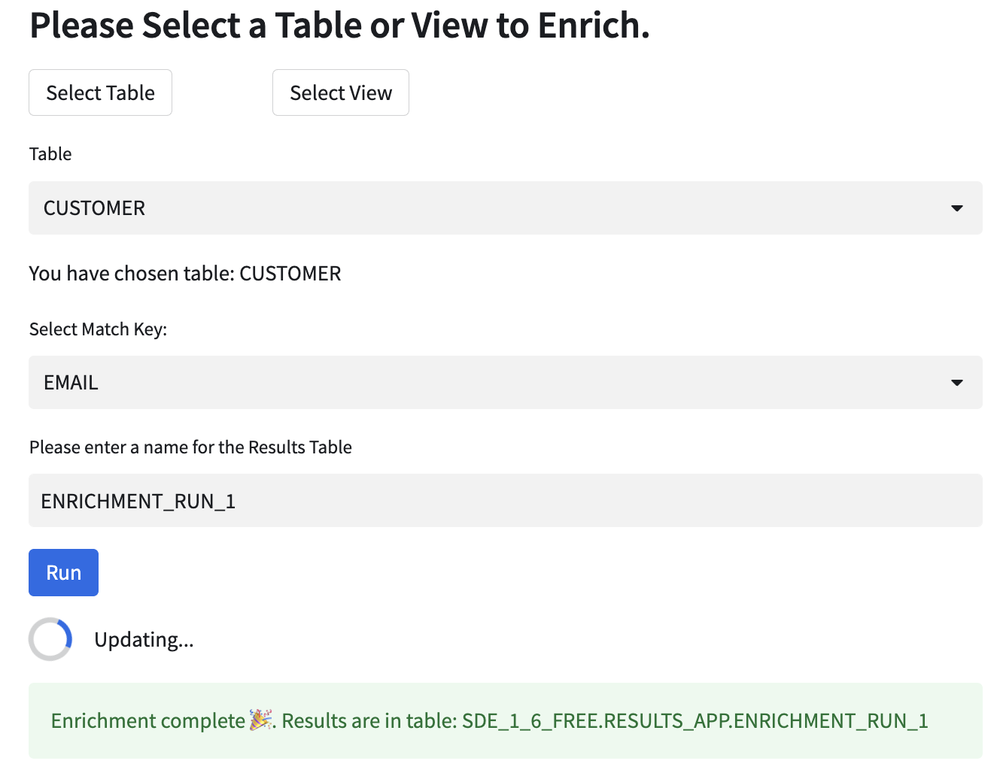 Please Select a Table or View to Enrich.
Select Table
Select View
Table
CUSTOMER
You have chosen table: CUSTOMER
Select Match Key:
EMAIL
Please enter a name for the Results Table
ENRICHMENT_RUN_1
Run
Updating...
Enrichment complete 🎉. Results are in table: SDE_1_6_FREE.RESULTS_APP.ENRICHMENT_RUN_1